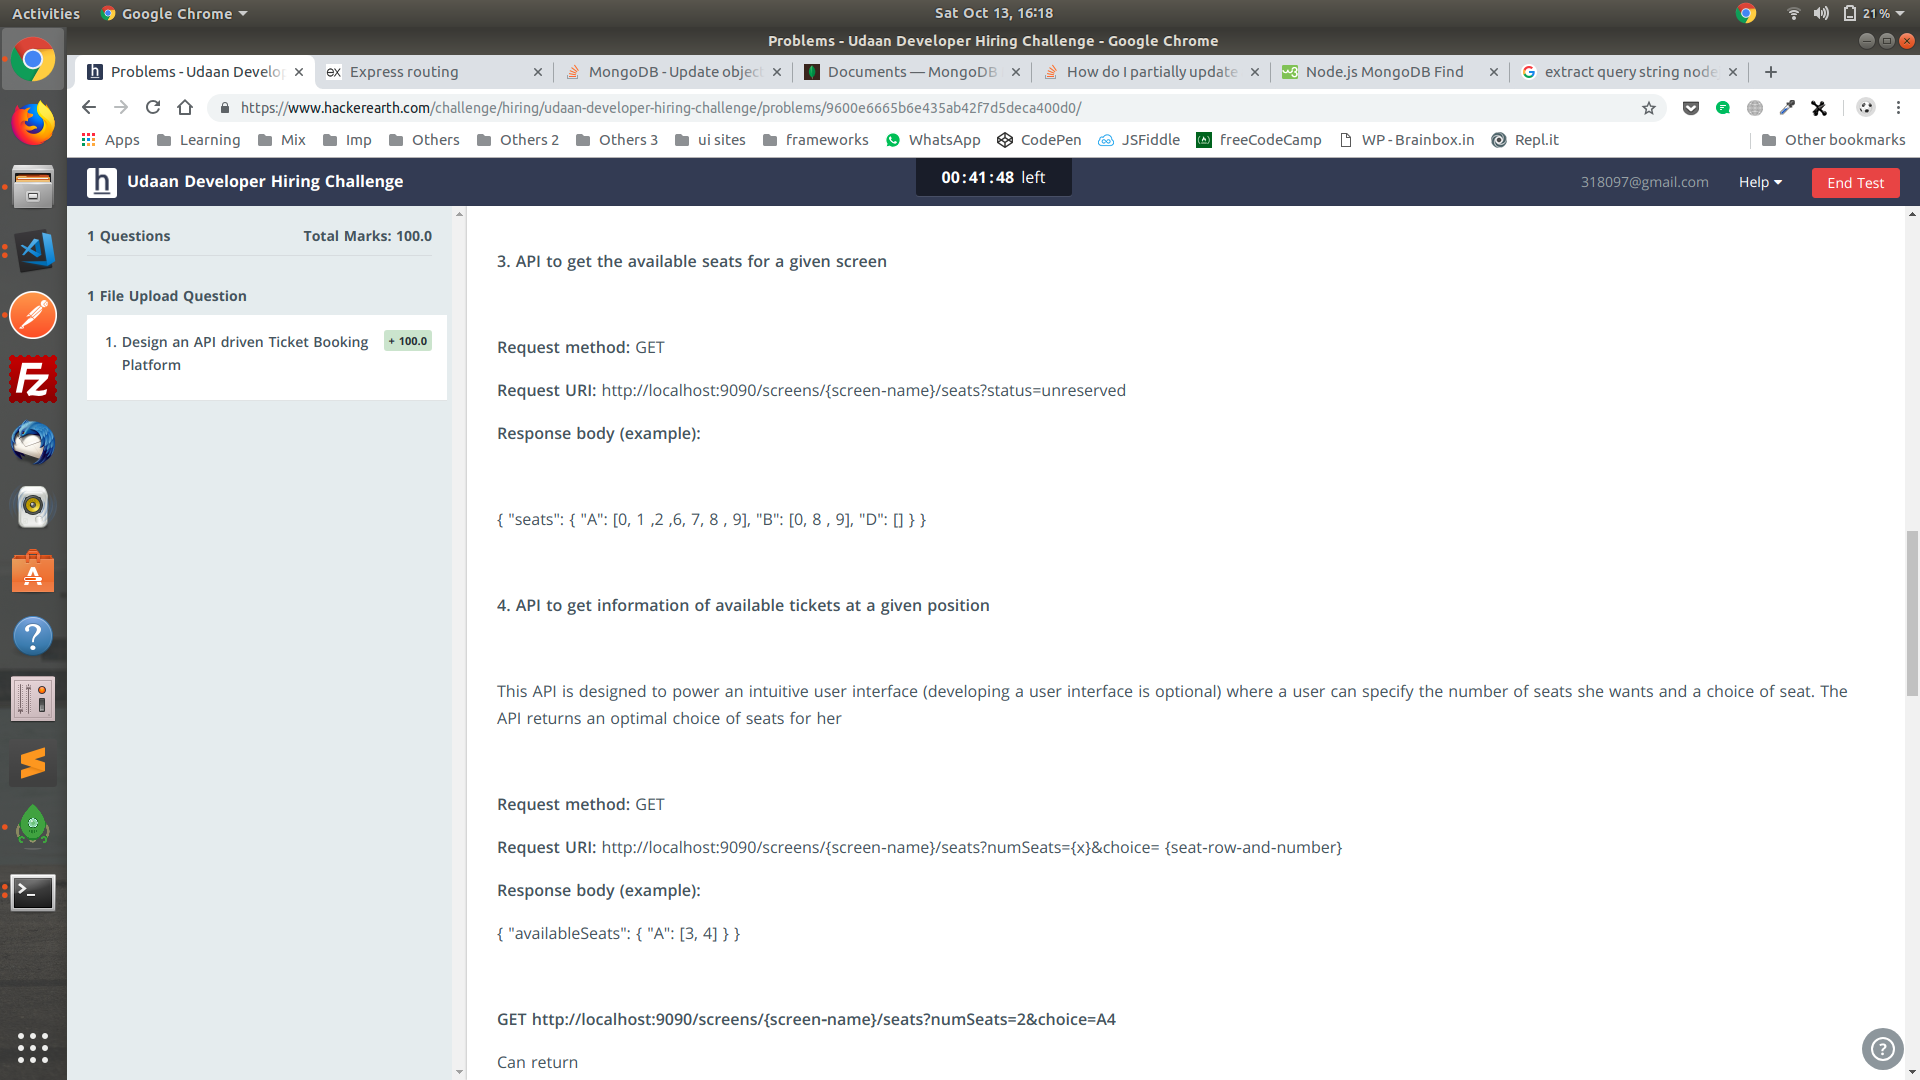 Activities
Google Chrome
Sat Oct 13, 16:18
21%
Problems - Udaan Developer Hiring Challenge - Google Chrome
Problems - Udaan Develo
Express routing
MongoDB - Update objec
Documents — MongoDB
How do I partially update
Node.js MongoDB Find
extract query string node
https://www.hackerearth.com/challenge/hiring/udaan-developer-hiring-challenge/problems/9600e6665b6e435ab42f7d5deca400d0/
Apps
Learning
Mix
Imp
Others
Others 2
Others 3
ui sites
frameworks
WhatsApp
CodePen
JSFiddle
freeCodeCamp
WP - Brainbox.in
Repl.it
Other bookmarks
Udaan Developer Hiring Challenge
00:41:48 left
318097@gmail.com
Help
End Test
1 Questions
Total Marks: 100.0
1 File Upload Question
1. Design an API driven Ticket Booking
Platform
+ 100.0
3. API to get the available seats for a given screen
Request method: GET
Request URI: http://localhost:9090/screens/{screen-name}/seats?status=unreserved
Response body (example):
{ "seats": { "A": [0, 1 ,2 ,6, 7, 8 , 9], "B": [0, 8 , 9], "D": [] } }
4. API to get information of available tickets at a given position
This API is designed to power an intuitive user interface (developing a user interface is optional) where a user can specify the number of seats she wants and a choice of seat. The
API returns an optimal choice of seats for her
Request method: GET
Request URI: http://localhost:9090/screens/{screen-name}/seats?numSeats={x}&choice= {seat-row-and-number}
Response body (example):
{ "availableSeats": { "A": [3, 4] } }
GET http://localhost:9090/screens/{screen-name}/seats?numSeats=2&choice=A4
Can return